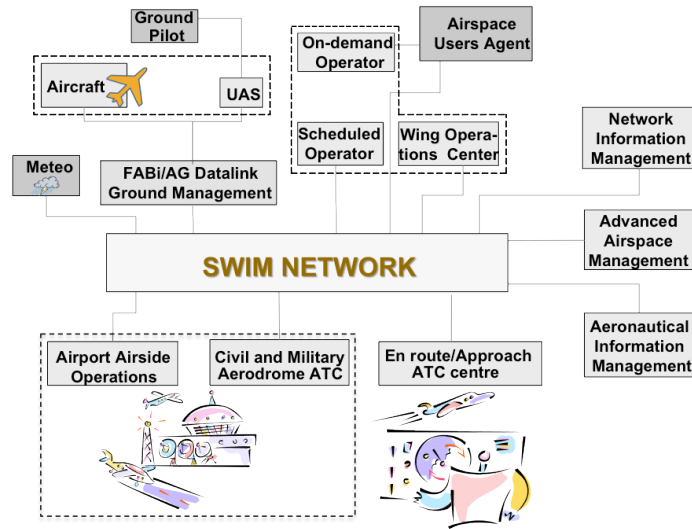 Ground
Pilot
On-demand
Operator
Airspace
Users Agent
Aircraft
UAS
Scheduled
Operator
Wing Opera-
tions Center
Network
Information
Management
Meteo
FABi/AG Datalink
Ground Management
Advanced
Airspace
Management
SWIM NETWORK
Airport Airside
Operations
Civil and Military
Aerodrome ATC
En route/Approach
ATC centre
Aeronautical
Information
Management